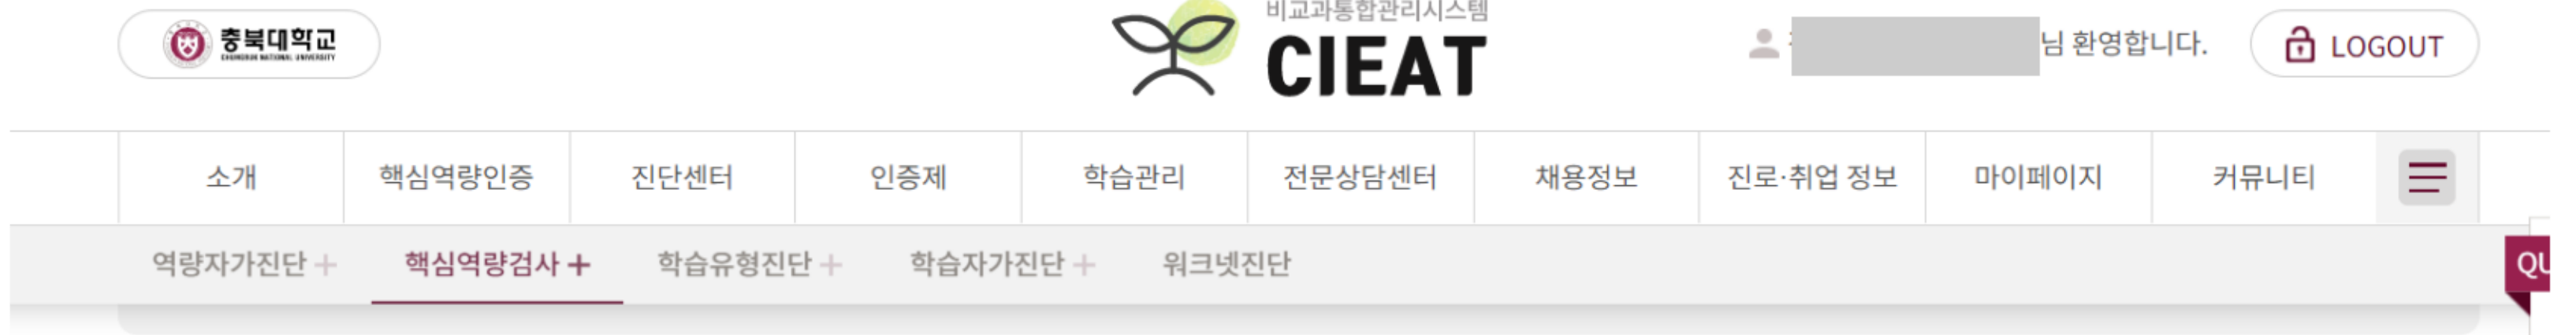 충북대학교
CHUNGBUK NATIONAL UNIVERSITY
비교과통합관리시스템
CIEAT
님 환영합니다.
LOGOUT
소개 핵심역량인증 진단센터 인증제 학습관리 전문상담센터 채용정보 진로·취업 정보 마이페이지 커뮤니티
역량자가진단 + 핵심역량검사 + 학습유형진단 + 학습자가진단 + 워크넷진단
QU